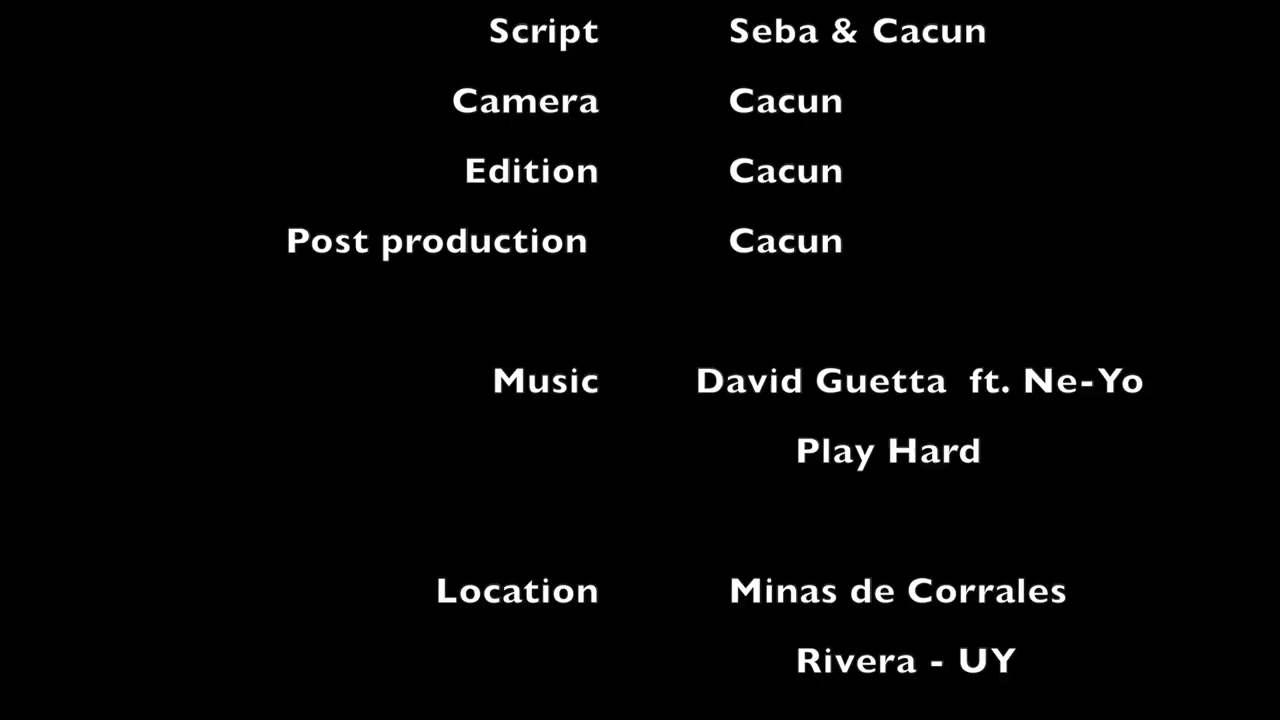 Script Seba & Cacun
Camera Cacun
Edition Cacun
Post production Cacun
Music David Guetta ft. Ne-Yo
Play Hard
Location Minas de Corrales
Rivera - UY